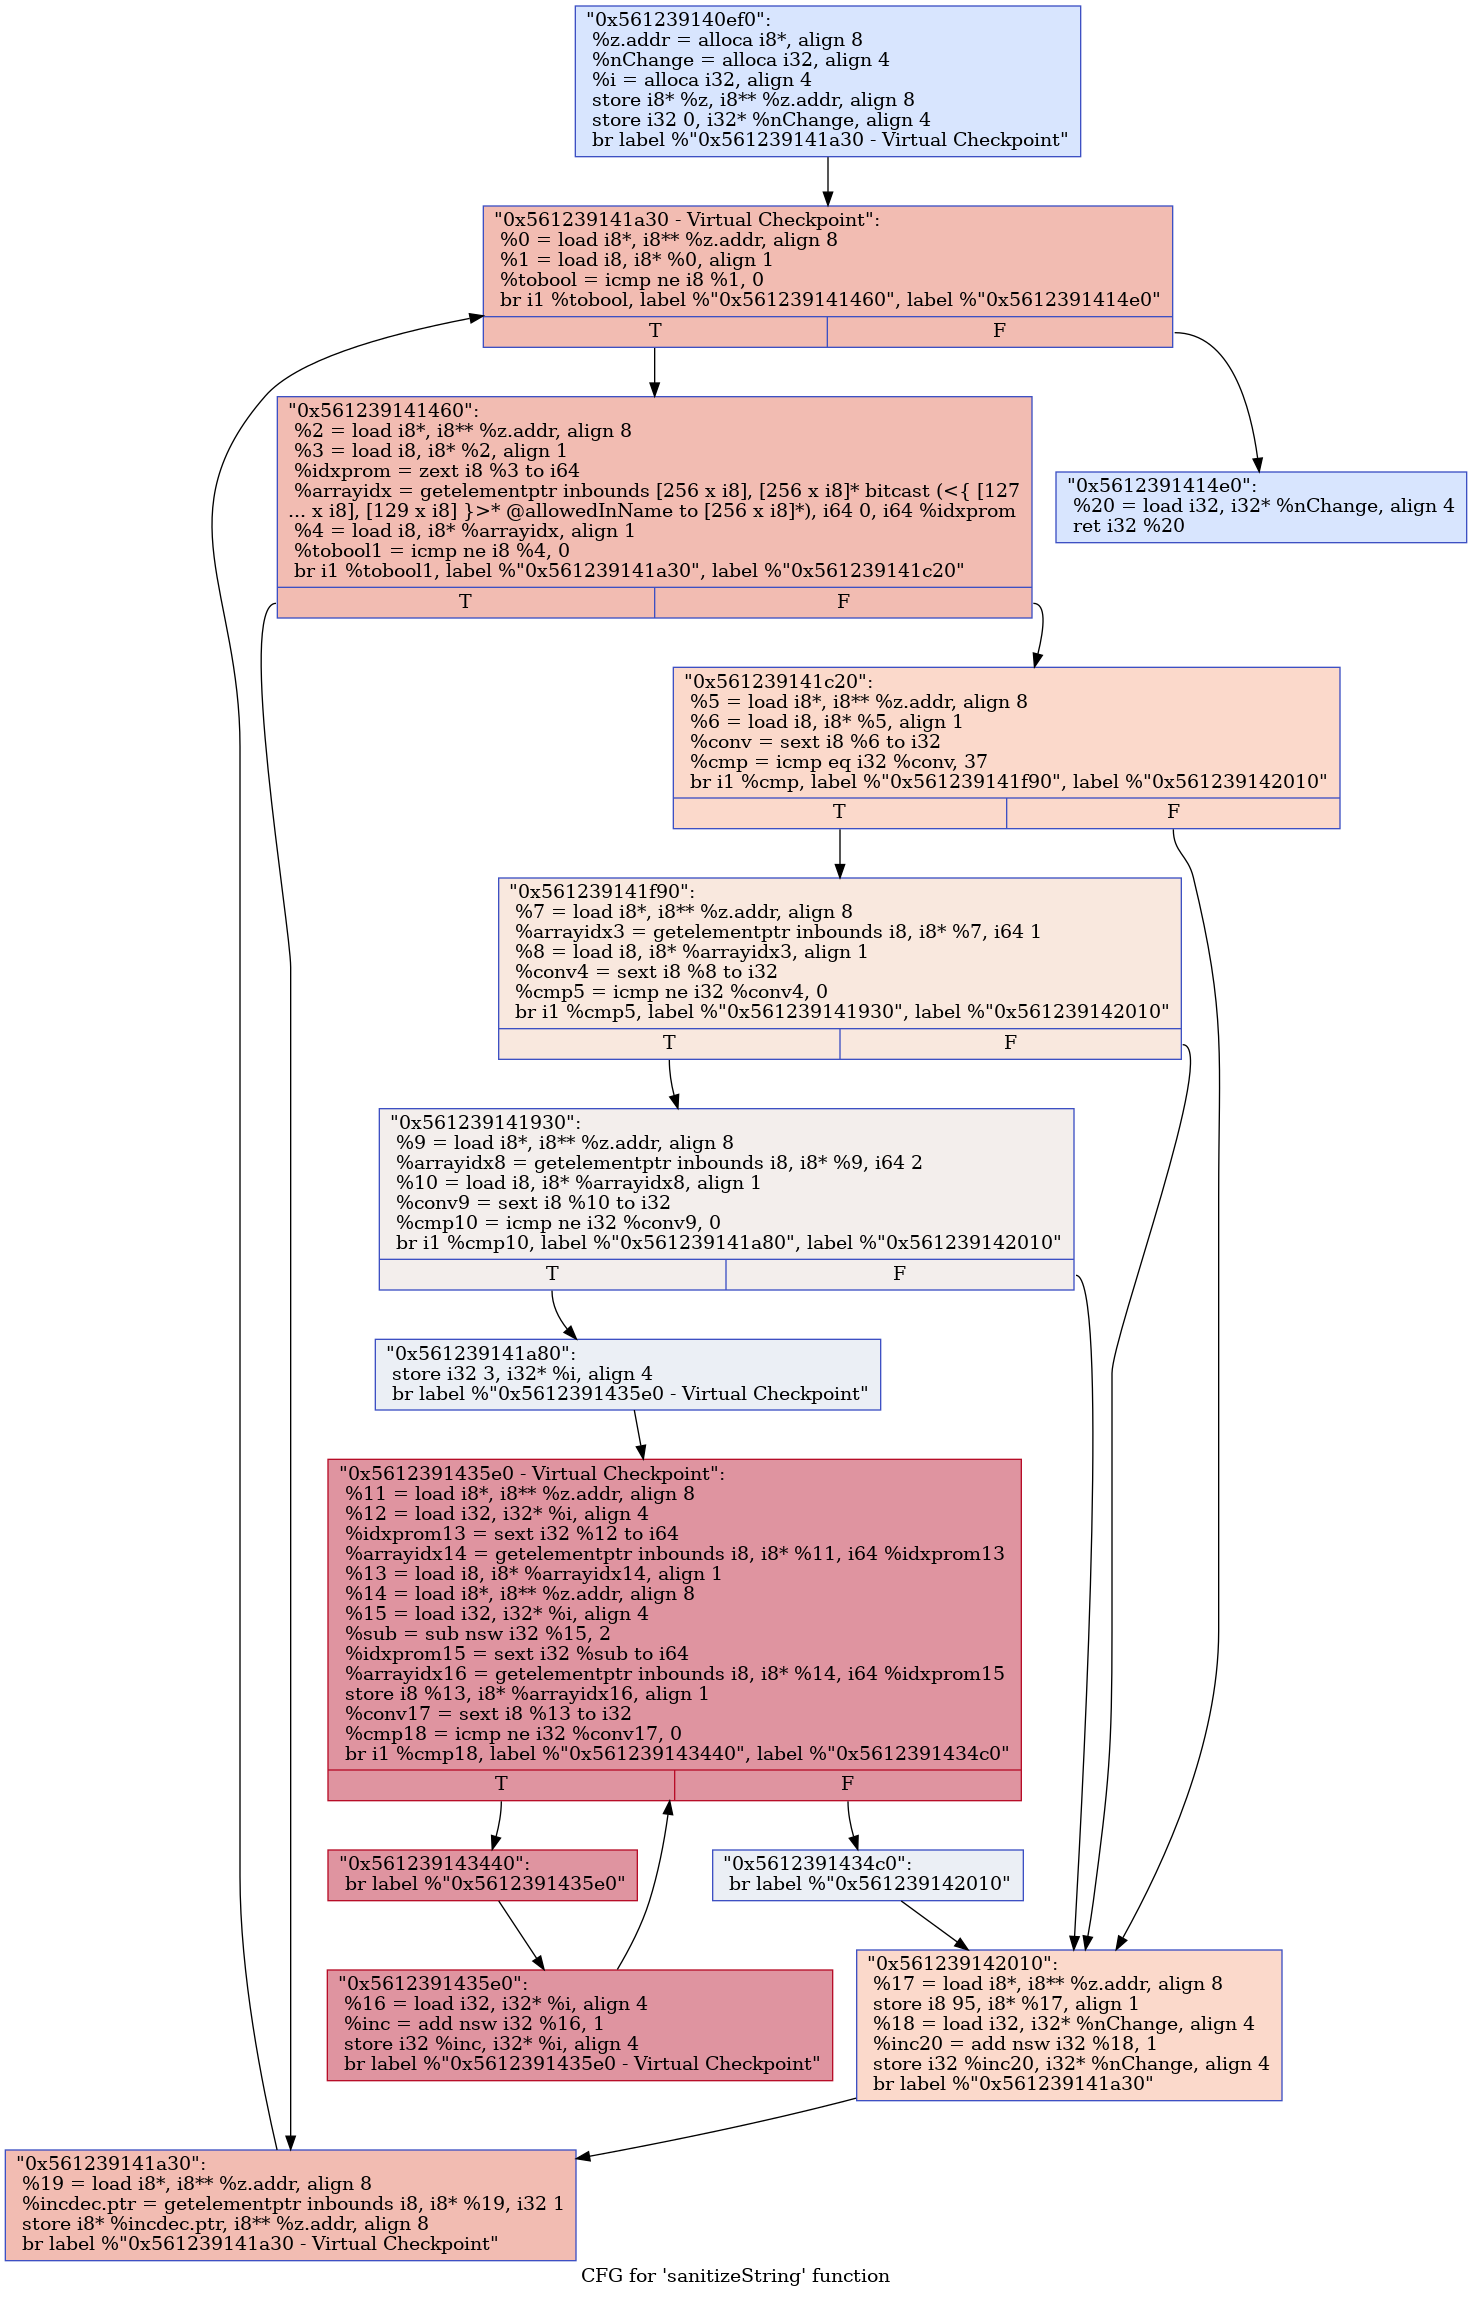 "0x561239140ef0":
%z.addr = alloca i8*, align 8
%nChange = alloca i32, align 4
%i = alloca i32, align 4
store i8* %z, i8** %z.addr, align 8
store i32 0, i32* %nChange, align 4
br label %"0x561239141a30 - Virtual Checkpoint"
"0x561239141a30 - Virtual Checkpoint":
%0 = load i8*, i8** %z.addr, align 8
%1 = load i8, i8* %0, align 1
%tobool = icmp ne i8 %1, 0
br i1 %tobool, label %"0x561239141460", label %"0x5612391414e0"
T F
"0x561239141460":
%2 = load i8*, i8** %z.addr, align 8
%3 = load i8, i8* %2, align 1
%idxprom = zext i8 %3 to i64
%arrayidx = getelementptr inbounds [256 x i8], [256 x i8]* bitcast (<{ [127
... x i8], [129 x i8] }>* @allowedInName to [256 x i8]*), i64 0, i64 %idxprom
%4 = load i8, i8* %arrayidx, align 1
%tobool1 = icmp ne i8 %4, 0
br i1 %tobool1, label %"0x561239141a30", label %"0x561239141c20"
T F
"0x5612391414e0":
%20 = load i32, i32* %nChange, align 4
ret i32 %20
"0x561239141c20":
%5 = load i8*, i8** %z.addr, align 8
%6 = load i8, i8* %5, align 1
%conv = sext i8 %6 to i32
%cmp = icmp eq i32 %conv, 37
br i1 %cmp, label %"0x561239141f90", label %"0x561239142010"
T F
"0x561239141f90":
%7 = load i8*, i8** %z.addr, align 8
%arrayidx3 = getelementptr inbounds i8, i8* %7, i64 1
%8 = load i8, i8* %arrayidx3, align 1
%conv4 = sext i8 %8 to i32
%cmp5 = icmp ne i32 %conv4, 0
br i1 %cmp5, label %"0x561239141930", label %"0x561239142010"
T F
"0x561239141930":
%9 = load i8*, i8** %z.addr, align 8
%arrayidx8 = getelementptr inbounds i8, i8* %9, i64 2
%10 = load i8, i8* %arrayidx8, align 1
%conv9 = sext i8 %10 to i32
%cmp10 = icmp ne i32 %conv9, 0
br i1 %cmp10, label %"0x561239141a80", label %"0x561239142010"
T F
"0x561239141a80":
store i32 3, i32* %i, align 4
br label %"0x5612391435e0 - Virtual Checkpoint"
"0x5612391435e0 - Virtual Checkpoint":
%11 = load i8*, i8** %z.addr, align 8
%12 = load i32, i32* %i, align 4
%idxprom13 = sext i32 %12 to i64
%arrayidx14 = getelementptr inbounds i8, i8* %11, i64 %idxprom13
%13 = load i8, i8* %arrayidx14, align 1
%14 = load i8*, i8** %z.addr, align 8
%15 = load i32, i32* %i, align 4
%sub = sub nsw i32 %15, 2
%idxprom15 = sext i32 %sub to i64
%arrayidx16 = getelementptr inbounds i8, i8* %14, i64 %idxprom15
store i8 %13, i8* %arrayidx16, align 1
%conv17 = sext i8 %13 to i32
%cmp18 = icmp ne i32 %conv17, 0
br i1 %cmp18, label %"0x561239143440", label %"0x5612391434c0"
T F
"0x561239143440":
br label %"0x5612391435e0"
"0x5612391434c0":
br label %"0x561239142010"
"0x5612391435e0":
%16 = load i32, i32* %i, align 4
%inc = add nsw i32 %16, 1
store i32 %inc, i32* %i, align 4
br label %"0x5612391435e0 - Virtual Checkpoint"
"0x561239142010":
%17 = load i8*, i8** %z.addr, align 8
store i8 95, i8* %17, align 1
%18 = load i32, i32* %nChange, align 4
%inc20 = add nsw i32 %18, 1
store i32 %inc20, i32* %nChange, align 4
br label %"0x561239141a30"
"0x561239141a30":
%19 = load i8*, i8** %z.addr, align 8
%incdec.ptr = getelementptr inbounds i8, i8* %19, i32 1
store i8* %incdec.ptr, i8** %z.addr, align 8
br label %"0x561239141a30 - Virtual Checkpoint"
CFG for 'sanitizeString' function